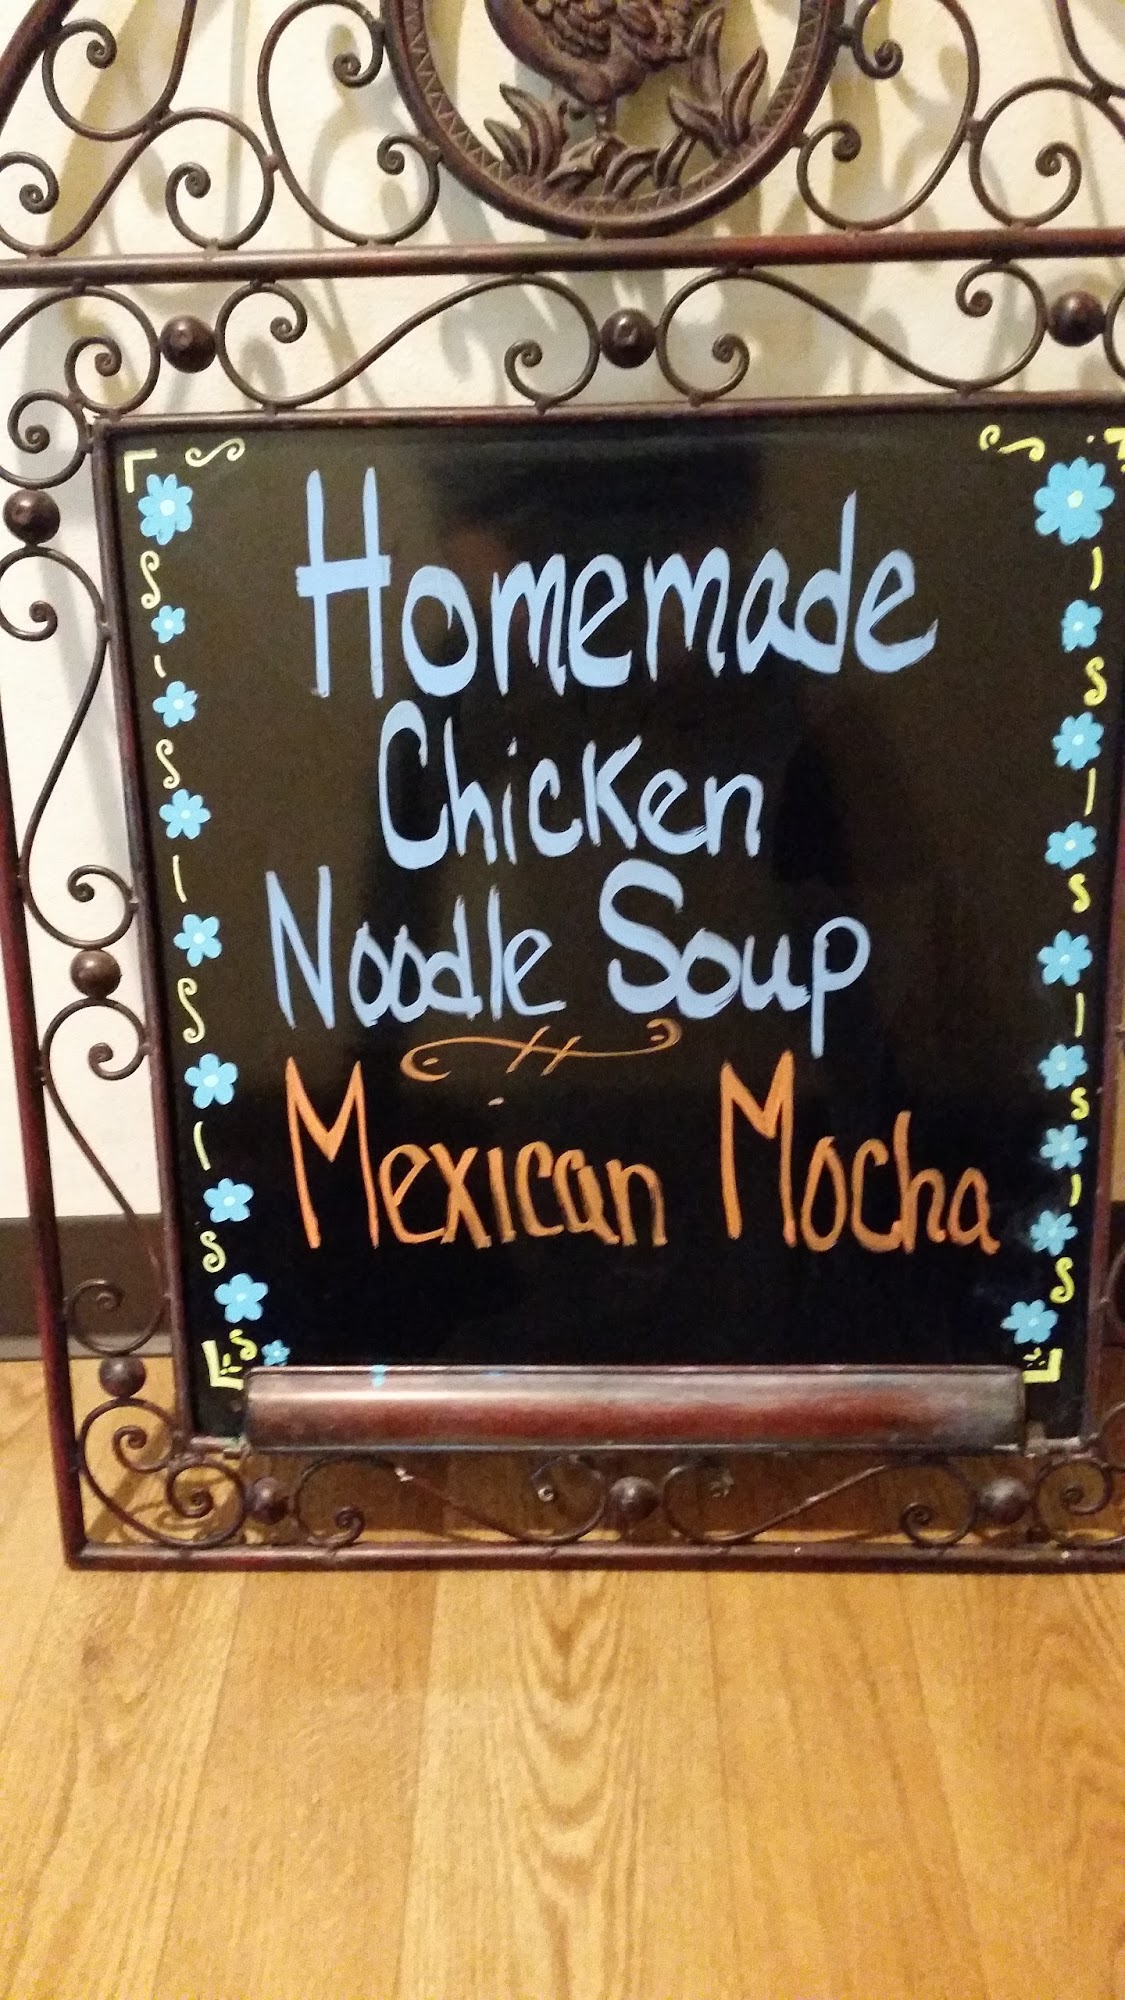 Homemade
Chicken
Noodle Soup
Mexican Mocha